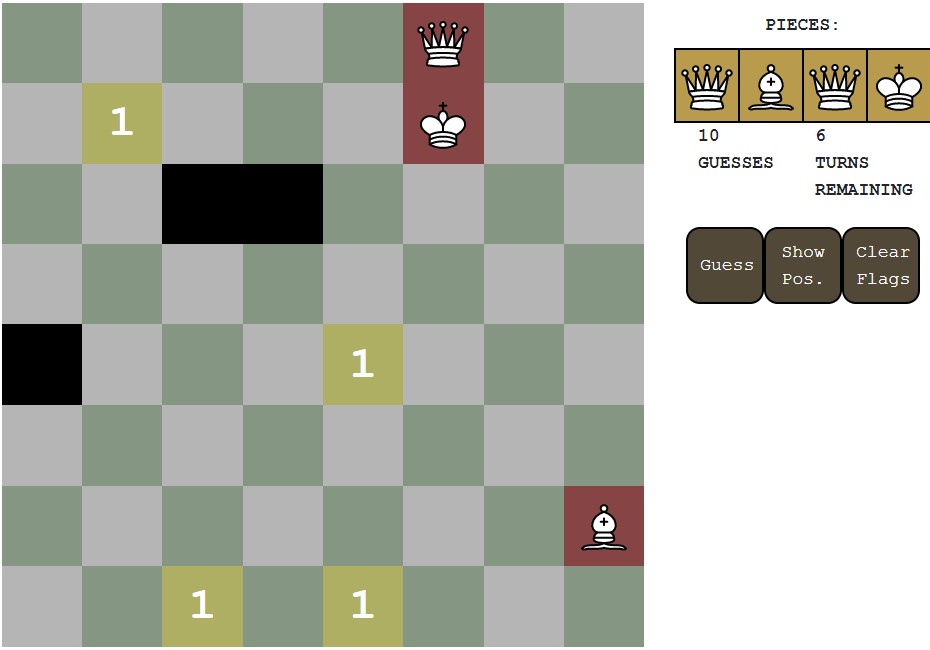 PIECES:
1
10
6
GUESSES
TURNS
REMAINING
Guess
Show
Pos.
Clear
Flags
1
1
1